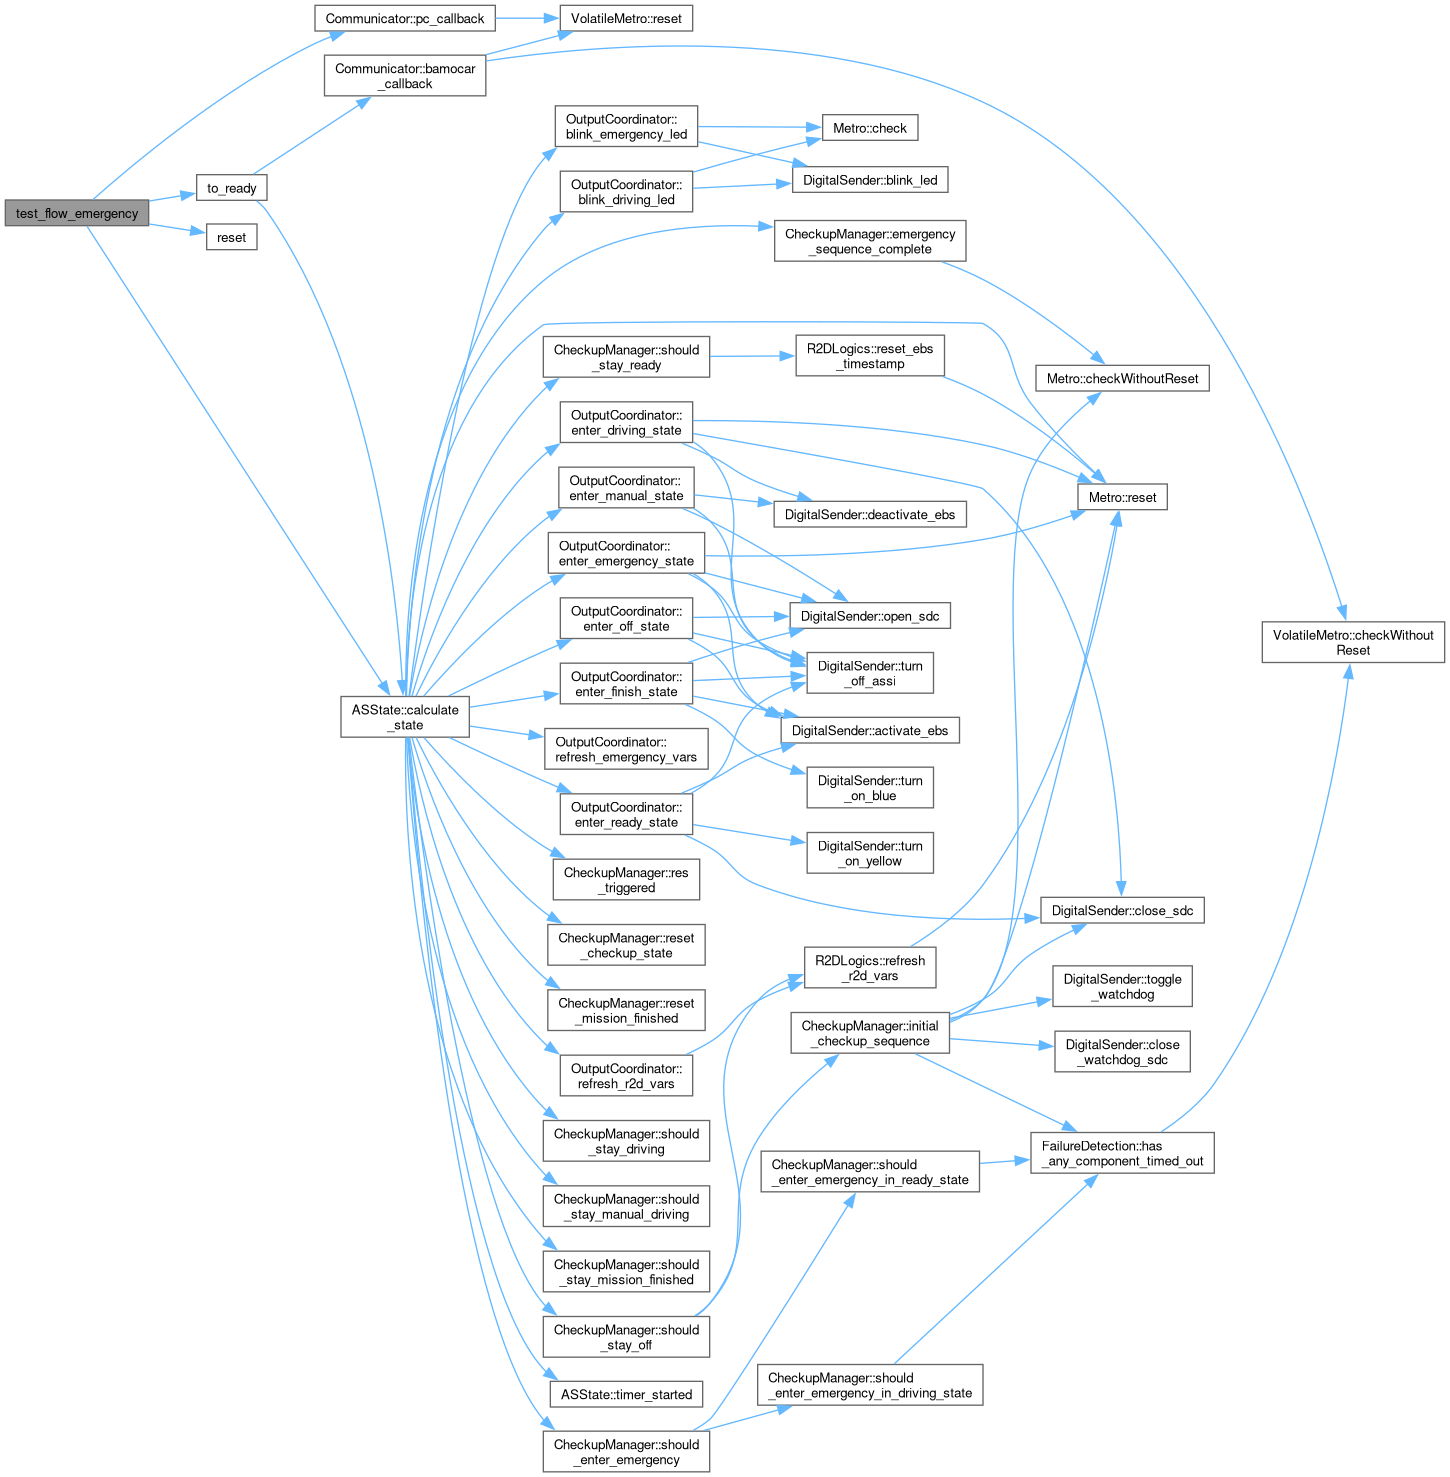 Communicator::pc_callback
VolatileMetro::reset
Communicator::bamocar
_callback
OutputCoordinator::
blink_emergency_led
Metro::check
to_ready
OutputCoordinator::
blink_driving_led
DigitalSender::blink_led
test_flow_emergency
reset
CheckupManager::emergency
_sequence_complete
CheckupManager::should
_stay_ready
R2DLogics::reset_ebs
_timestamp
Metro::checkWithoutReset
OutputCoordinator::
enter_driving_state
OutputCoordinator::
enter_manual_state
Metro::reset
DigitalSender::deactivate_ebs
OutputCoordinator::
enter_emergency_state
OutputCoordinator::
enter_off_state
DigitalSender::open_sdc
VolatileMetro::checkWithout
Reset
DigitalSender::turn
_off_assi
OutputCoordinator::
enter_finish_state
ASState::calculate
_state
DigitalSender::activate_ebs
OutputCoordinator::
refresh_emergency_vars
DigitalSender::turn
_on_blue
OutputCoordinator::
enter_ready_state
DigitalSender::turn
_on_yellow
CheckupManager::res
_triggered
DigitalSender::close_sdc
CheckupManager::reset
_checkup_state
R2DLogics::refresh
_r2d_vars
DigitalSender::toggle
_watchdog
CheckupManager::reset
_mission_finished
CheckupManager::initial
_checkup_sequence
DigitalSender::close
_watchdog_sdc
OutputCoordinator::
refresh_r2d_vars
CheckupManager::should
_stay_driving
FailureDetection::has
_any_component_timed_out
CheckupManager::should
_enter_emergency_in_ready_state
CheckupManager::should
_stay_manual_driving
CheckupManager::should
_stay_mission_finished
CheckupManager::should
_stay_off
CheckupManager::should
_enter_emergency_in_driving_state
ASState::timer_started
CheckupManager::should
_enter_emergency